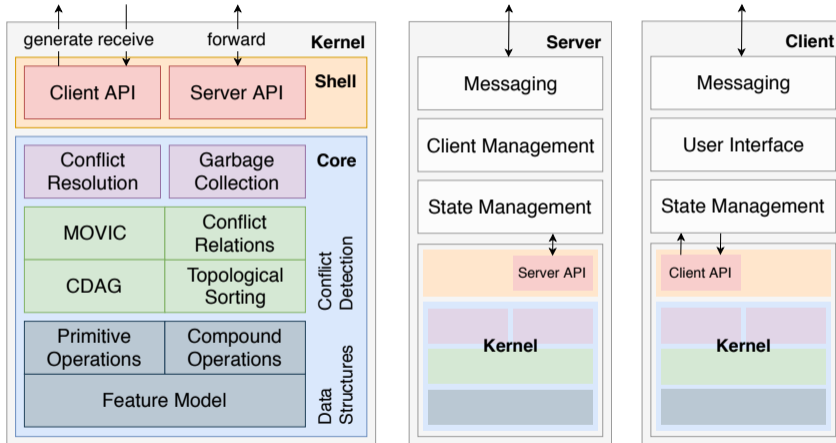 generate receive
forward
Kernel
Shell
Client API
Server API
Core
Conflict
Resolution
Garbage
Collection
MOVIC
Conflict
Relations
CDAG
Topological
Sorting
Conflict
Detection
Primitive
Operations
Compound
Operations
Feature Model
Data
Structures
Server
Messaging
Client Management
State Management
Server API
Kernel
Client
Messaging
User Interface
State Management
Client API
Kernel